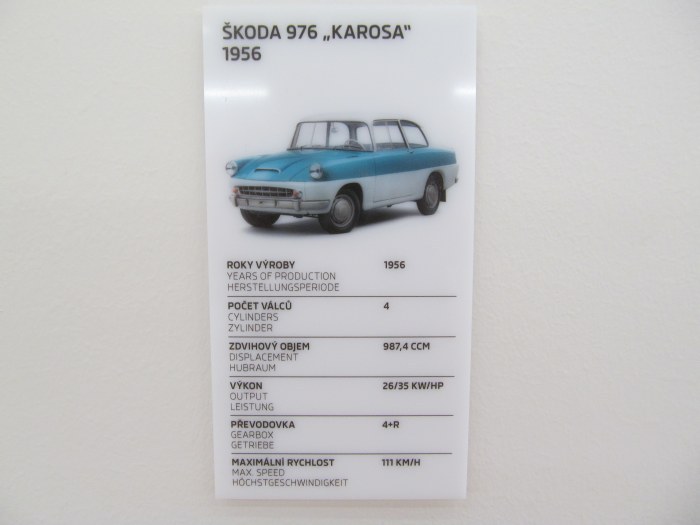 ŠKODA 976 „KAROSA“
1956
ROKY VÝROBY 1956
YEARS OF PRODUCTION
HERSTELLUNGSPERIODE
POČET VÁLCŮ 4
CYLINDERS
ZYLINDER
ZDVIHOVÝ OBJEM 987,4 CCM
DISPLACEMENT
HUBRAUM
VÝKON 26/35 KW/HP
OUTPUT
LEISTUNG
PŘEVODOVKA 4+R
GEARBOX
GETRIEBE
MAXIMÁLNÍ RYCHLOST 111 KM/H
MAX. SPEED
HÖCHSTGESCHWINDIGKEIT